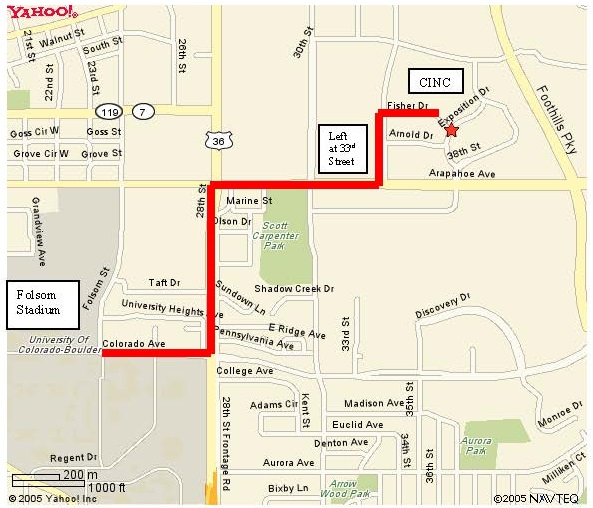 YAHOO!
Walnut St
South St
21st St
22nd St
23rd St
26th St
30th St
CINC
Fisher Dr
Exposition Dr
Foothills Pky
119
7
36
Goss Cir W
Goss St
Grove Cir W
Grove St
Left
at 33rd
Street
Arnold Dr
38th St
Arapahoe Ave
28th St
Marine St
Olson Dr
Scott
Carpenter
Park
Grandview Ave
Folsom St
Folsom
Stadium
Taft Dr
Sundown Ln
Shadow Creek Dr
University Heights Ave
Discovery Dr
E Ridge Ave
Pennsylvania Ave
33rd St
University Of
Colorado-Boulder
Colorado Ave
College Ave
28th St Frontage Rd
Adams Cir
Kent St
Madison Ave
35th St
Euclid Ave
Monroe Dr
Denton Ave
34th St
36th St
Aurora
Park
Regent Dr
Aurora Ave
Milliken Ct
200 m
1000 ft
Bixby Ln
Arrow
Wood Park
©2005 Yahoo! Inc
©2005 NAVTEQ